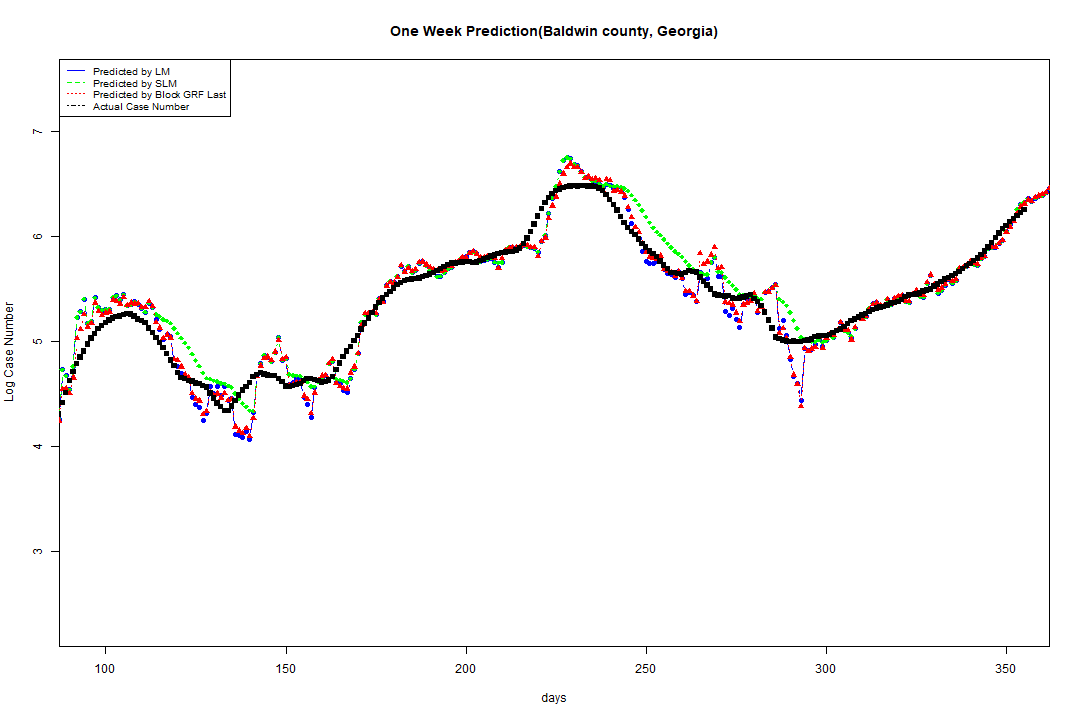 One Week Prediction(Baldwin county, Georgia)
Predicted by LM
Predicted by SLM
Predicted by Block GRF Last
Actual Case Number
7
6
5
4
3
Log Case Number
100 150 200 250 300 350
days